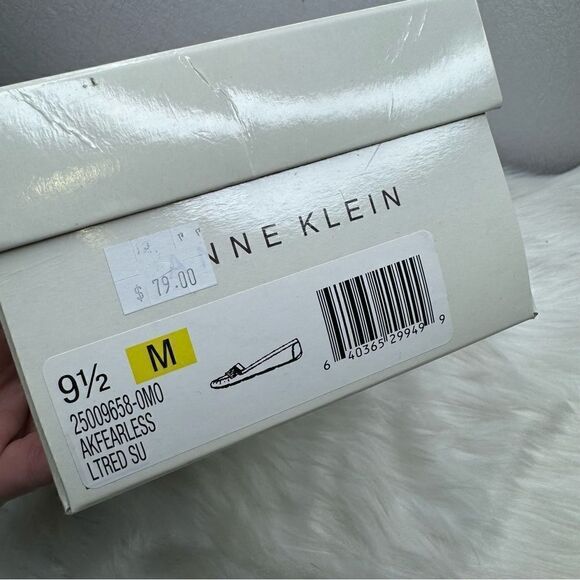 NNE KLEIN
$ 79.00
9½ M
25009658-0M0
AKFEARLESS
LTRED SU
6 40365 29949 9